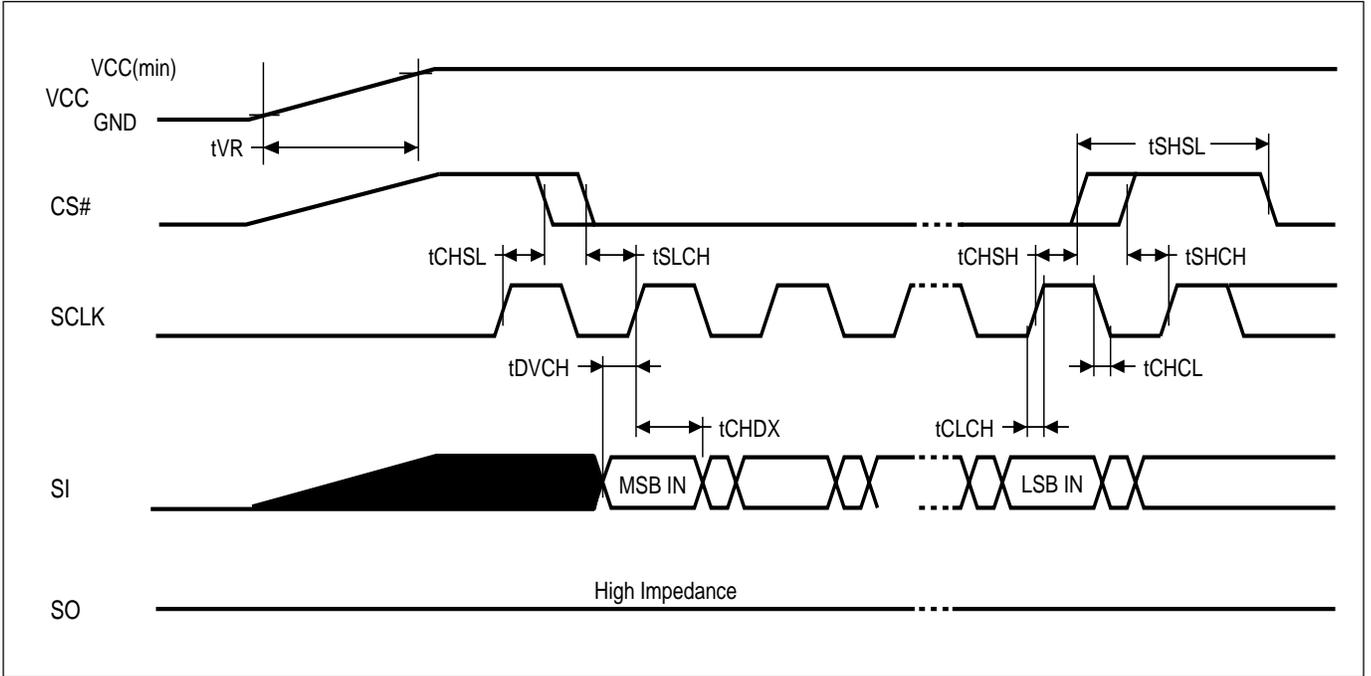 VCC(min)
VCC
GND
tVR
tSHSL
CS#
tCHSL
tSLCH
tCHSH
tSHCH
SCLK
tDVCH
tCHCL
tCHDX
tCLCH
SI
MSB IN
LSB IN
High Impedance
SO